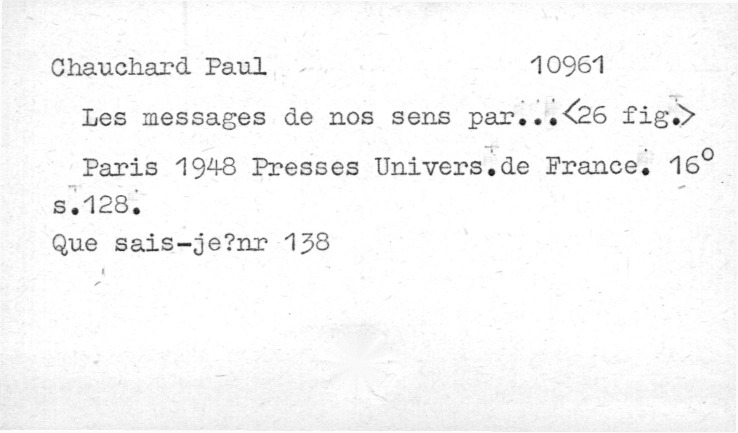 Chauchard Paul 10961
Les messages de nos sens par...<26 fig.>
Paris 1948 Presses Univers.de France. 16°
s.128.
Que sais-je?nr 138